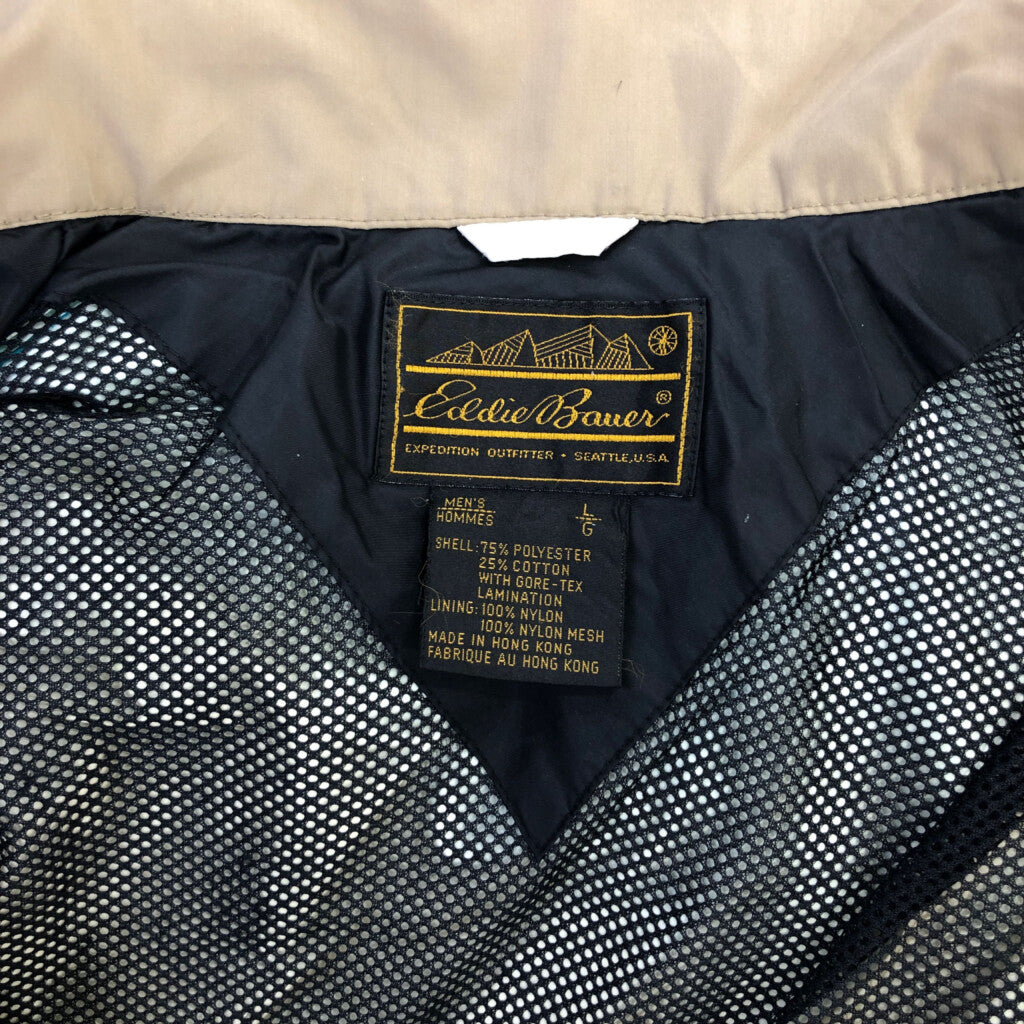 Eddie Bauer ®
EXPEDITION OUTFITTER • SEATTLE, U.S.A.
MEN'S L
HOMMES G
SHELL: 75% POLYESTER
25% COTTON
WITH GORE-TEX
LAMINATION
LINING: 100% NYLON
100% NYLON MESH
MADE IN HONG KONG
FABRIQUE AU HONG KONG